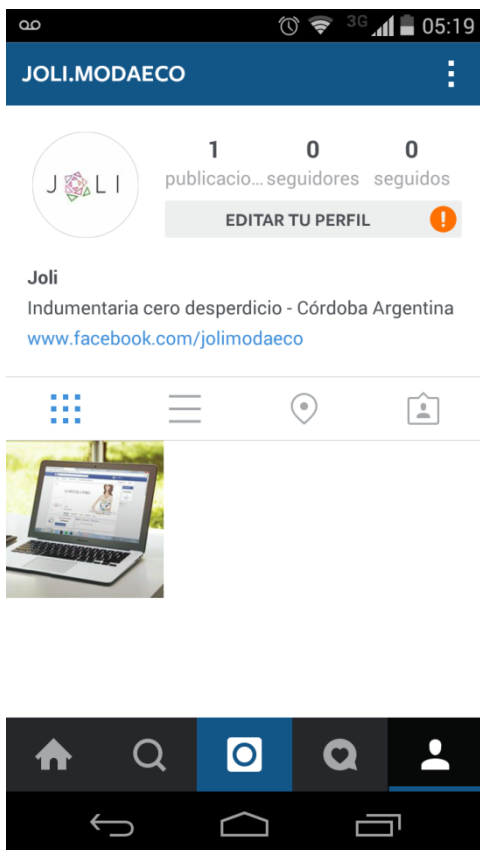 3G 05:19
JOLI.MODAECO
J O L I
1 0 0
publicacio... seguidores seguidos
EDITAR TU PERFIL
Joli
Indumentaria cero desperdicio - Córdoba Argentina
www.facebook.com/jolimodaeco